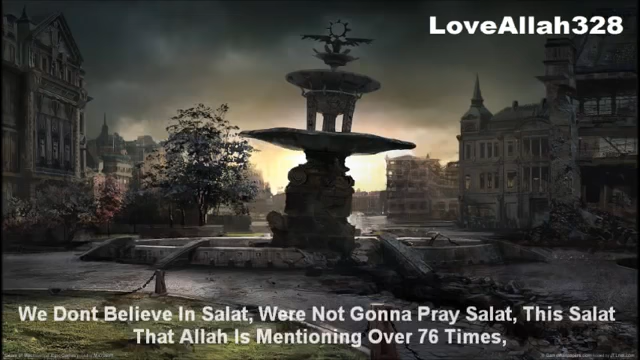 LoveAllah328
We Dont Believe In Salat, Were Not Gonna Pray Salat, This Salat
That Allah Is Mentioning Over 76 Times,